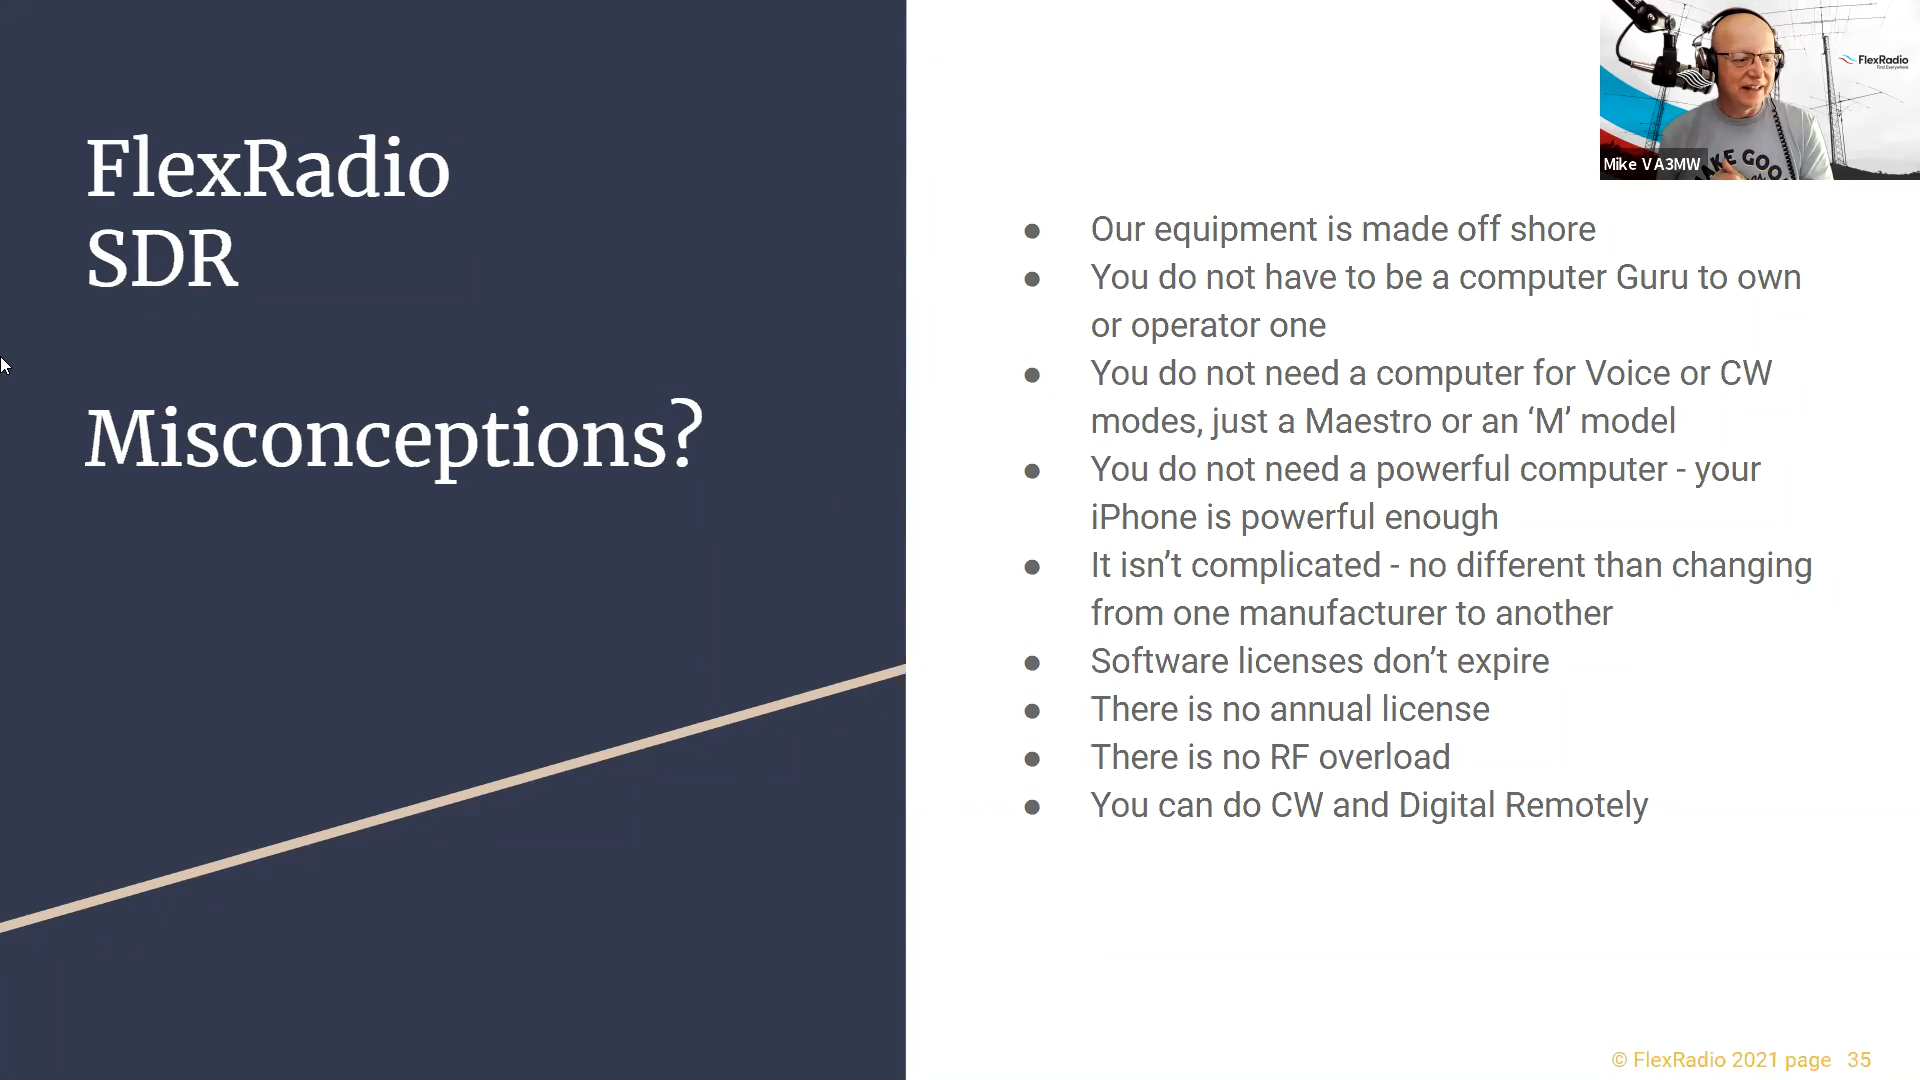 FlexRadio
SDR
Misconceptions?
FlexRadio
Mike VA3MW
MAKE GOO
● Our equipment is made off shore
● You do not have to be a computer Guru to own
or operator one
● You do not need a computer for Voice or CW
modes, just a Maestro or an ‘M’ model
● You do not need a powerful computer - your
iPhone is powerful enough
● It isn’t complicated - no different than changing
from one manufacturer to another
● Software licenses don’t expire
● There is no annual license
● There is no RF overload
● You can do CW and Digital Remotely
© FlexRadio 2021 page 35